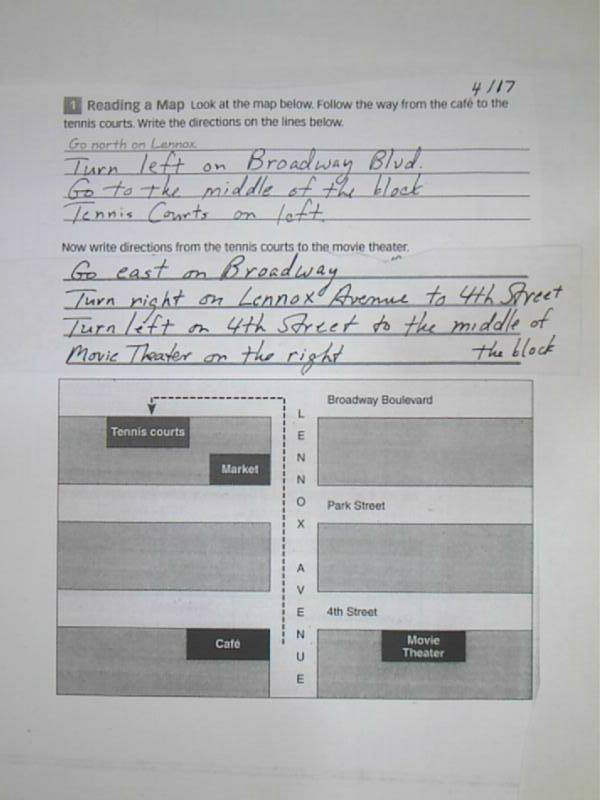 4/17
1 Reading a Map Look at the map below. Follow the way from the café to the
tennis courts. Write the directions on the lines below.
Go north on Lennox
Turn left on Broadway Blvd.
Go to the middle of the block
Tennis Courts on left.
Now write directions from the tennis courts to the movie theater.
Go east on Broadway
Turn right on Lennox Avenue to 4th Street
Turn left on 4th Street to the middle of
the block
Movie Theater on the right
Broadway Boulevard
Tennis courts
Market
LENNOX AVENUE
Park Street
4th Street
Café
Movie
Theater